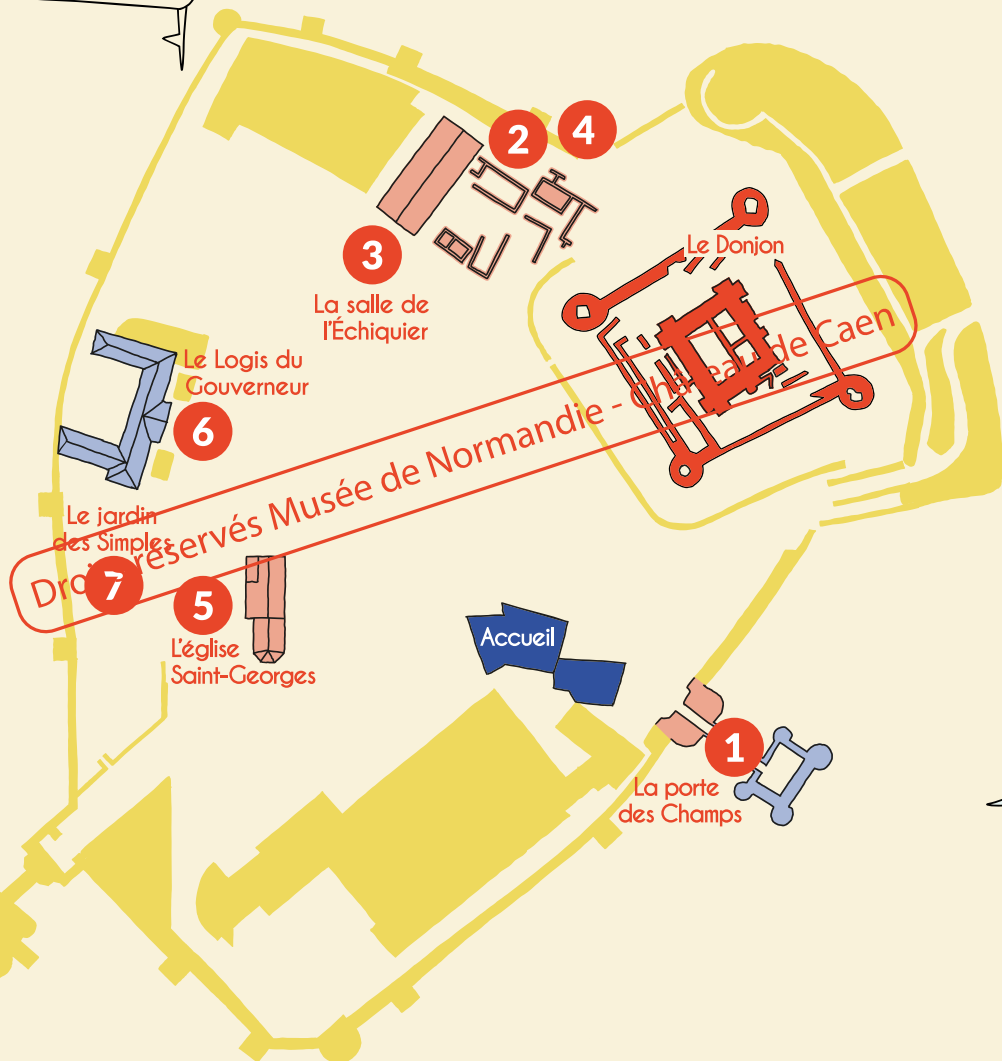 2
4
Le Donjon
3
La salle de
l'Échiquier
Le Logis du
Gouverneur
6
Droits réservés Musée de Normandie - Château de Caen
Le jardin
des Simples
7
5
L'église
Saint-Georges
Accueil
1
La porte
des Champs